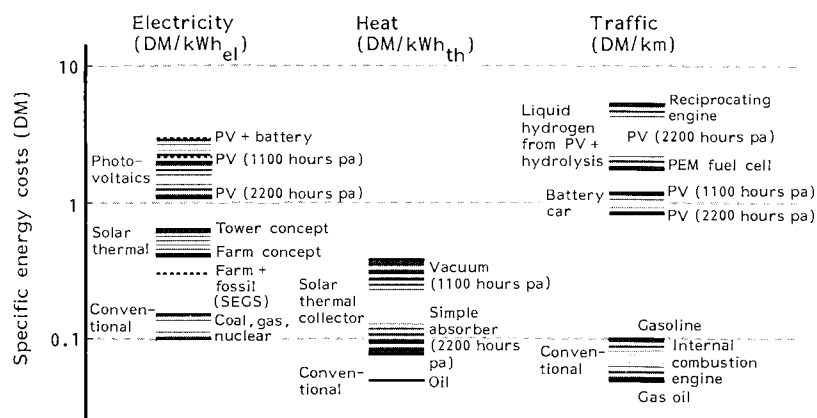 Electricity
(DM/kWhel)
Heat
(DM/kWhth)
Traffic
(DM/km)
Specific energy costs (DM)
10
1
0.1
Photo-
voltaics
PV + battery
PV (1100 hours pa)
PV (2200 hours pa)
Solar
thermal
Tower concept
Farm concept
Farm +
fossil
(SEGS)
Conven-
tional
Coal, gas,
nuclear
Solar
thermal
collector
Vacuum
(1100 hours pa)
Simple
absorber
(2200 hours
pa)
Conven-
tional
Oil
Liquid
hydrogen
from PV +
hydrolysis
Reciprocating
engine
PV (2200 hours pa)
PEM fuel cell
Battery
car
PV (1100 hours pa)
PV (2200 hours pa)
Conven-
tional
Gasoline
Internal
combustion
engine
Gas oil